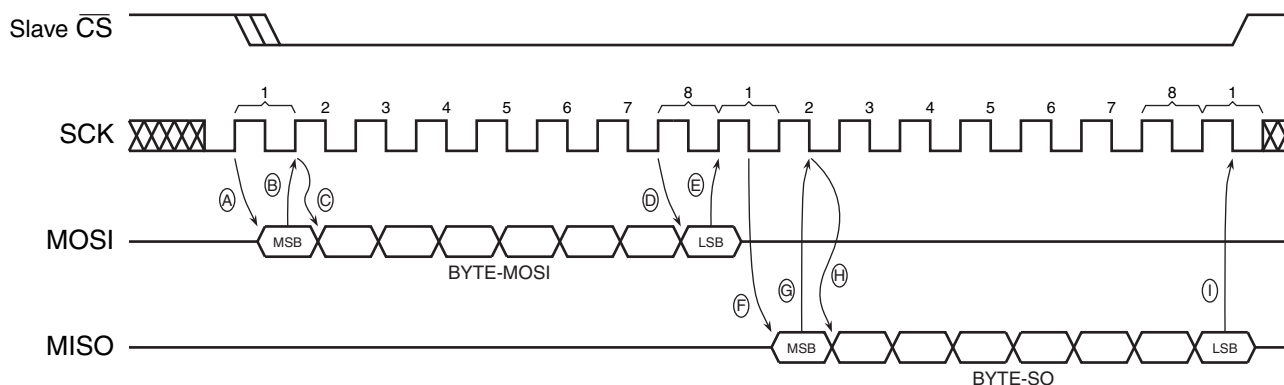 Slave CS
1 2 3 4 5 6 7 8 1 2 3 4 5 6 7 8 1
SCK
A B C D E
MOSI MSB LSB
BYTE-MOSI
F G H I
MISO MSB LSB
BYTE-SO